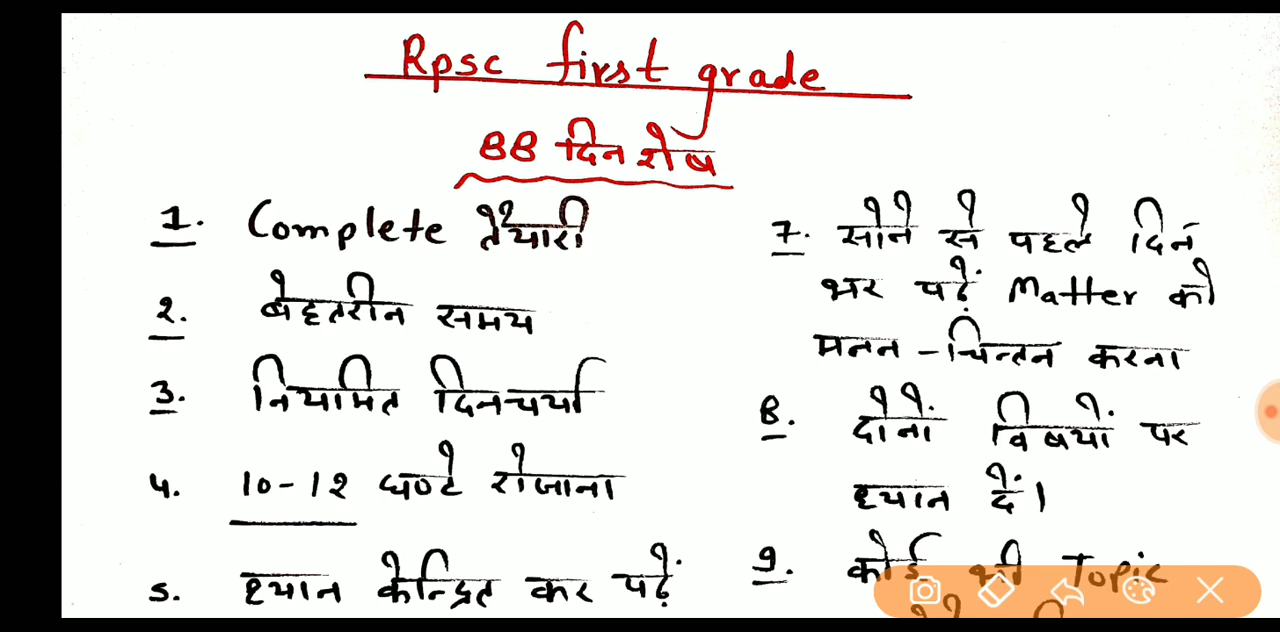 Rpsc first grade
88 दिन शेष
1. Complete तैयारी
2. बेहतरीन समय
3. नियमित दिनचर्या
4. 10-12 घण्टे रोजाना
5. ध्यान केन्द्रित कर पढ़ें
7. सोने से पहले दिन
भर पढ़ें Matter को
मनन - चिन्तन करना
8. दोनों विषयों पर
ध्यान दें।
9. कोई भी Topic